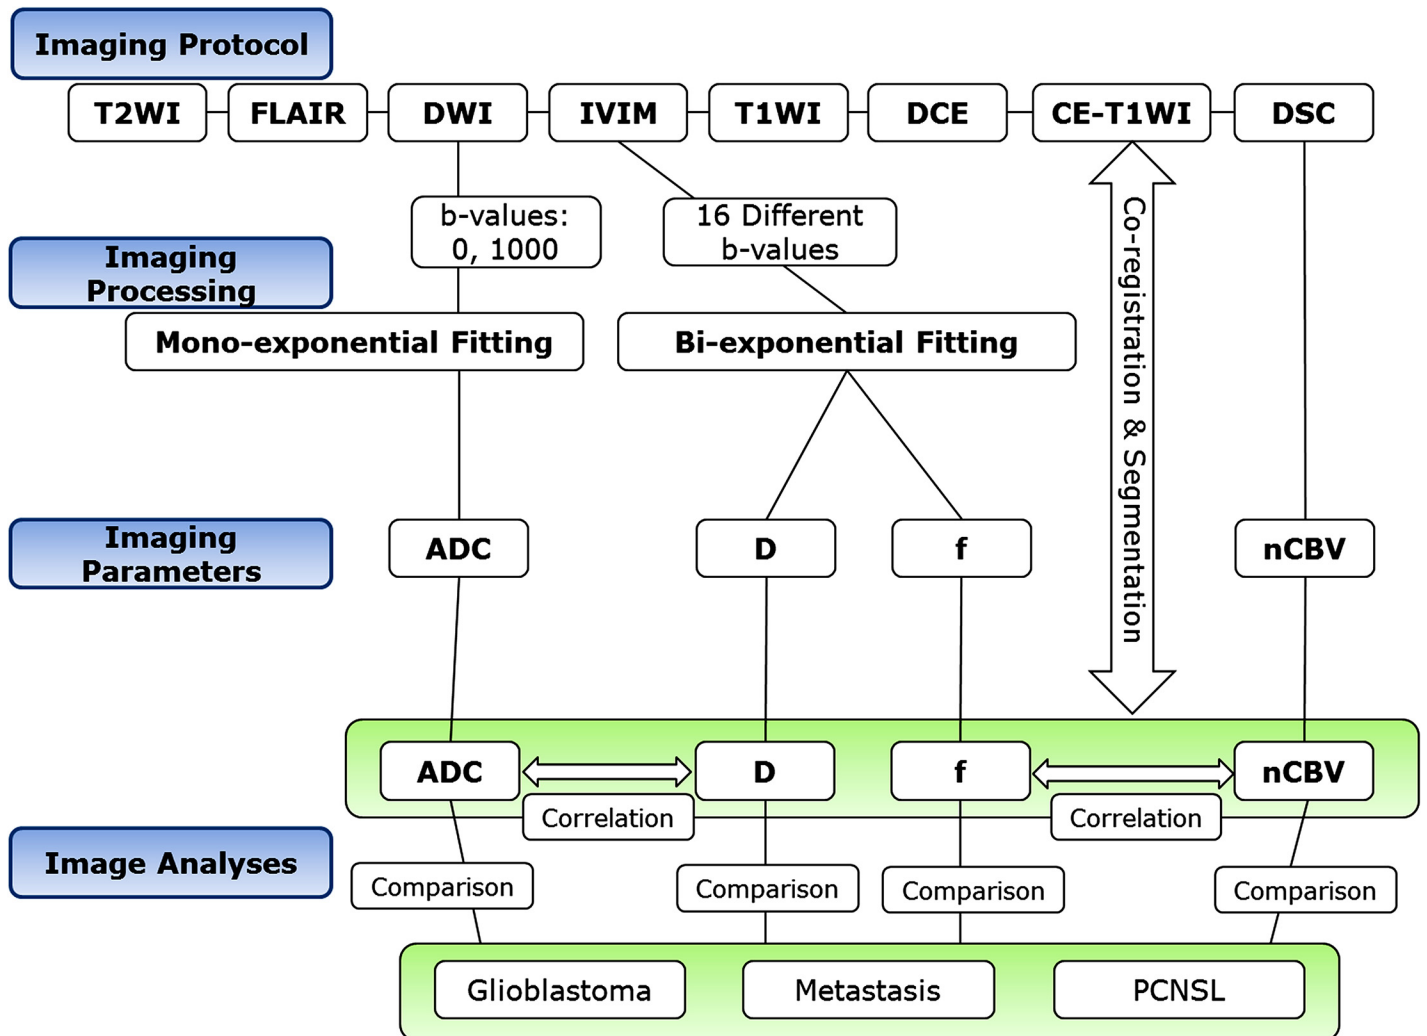 Imaging Protocol
T2WI
FLAIR
DWI
IVIM
T1WI
DCE
CE-T1WI
DSC
b-values:
0, 1000
16 Different
b-values
Imaging
Processing
Mono-exponential Fitting
Bi-exponential Fitting
Co-registration & Segmentation
Imaging
Parameters
ADC
D
f
nCBV
ADC
D
f
nCBV
Correlation
Correlation
Image Analyses
Comparison
Comparison
Comparison
Comparison
Glioblastoma
Metastasis
PCNSL